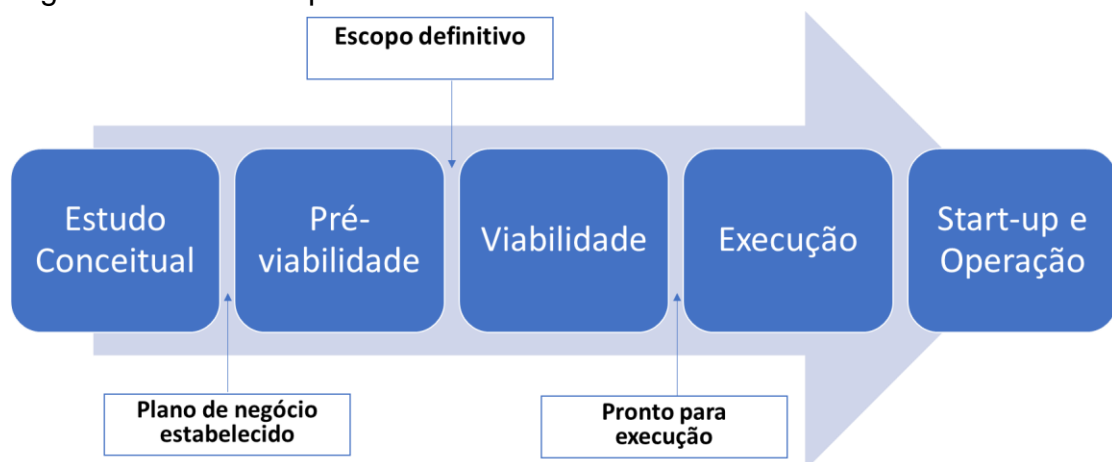 Escopo definitivo
Estudo
Conceitual
Pré-
viabilidade
Viabilidade
Execução
Start-up e
Operação
Plano de negócio
estabelecido
Pronto para
execução